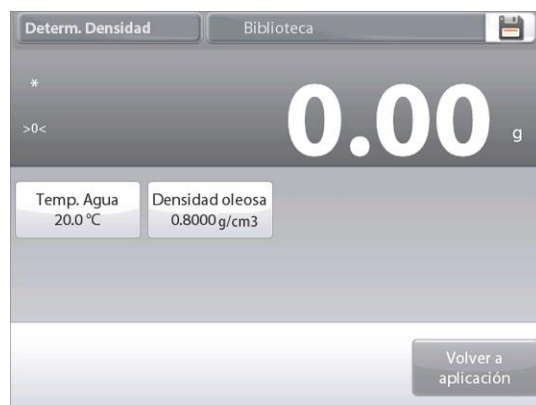 Determ. Densidad
Biblioteca
*
>0<
0.00 g
Temp. Agua
20.0 °C
Densidad oleosa
0.8000 g/cm3
Volver a
aplicación